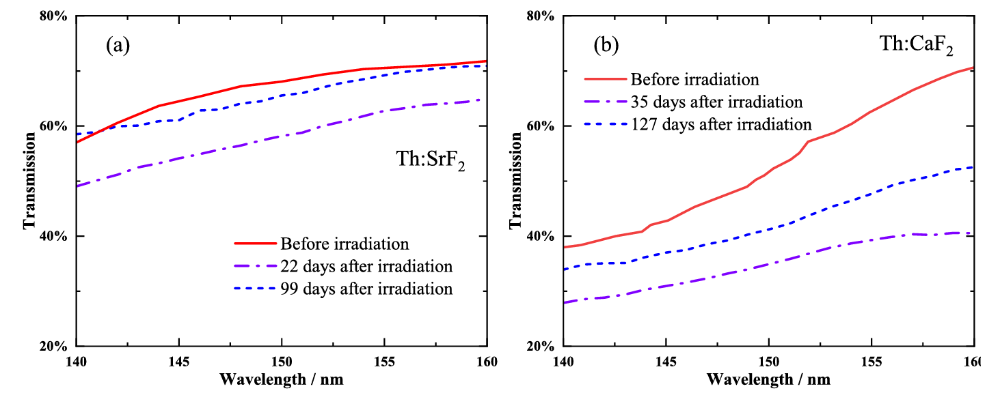 80%
60%
40%
20%
Transmission
(a)
Th:SrF₂
Before irradiation
22 days after irradiation
99 days after irradiation
140 145 150 155 160
Wavelength / nm
80%
60%
40%
20%
Transmission
(b)
Th:CaF₂
Before irradiation
35 days after irradiation
127 days after irradiation
140 145 150 155 160
Wavelength / nm